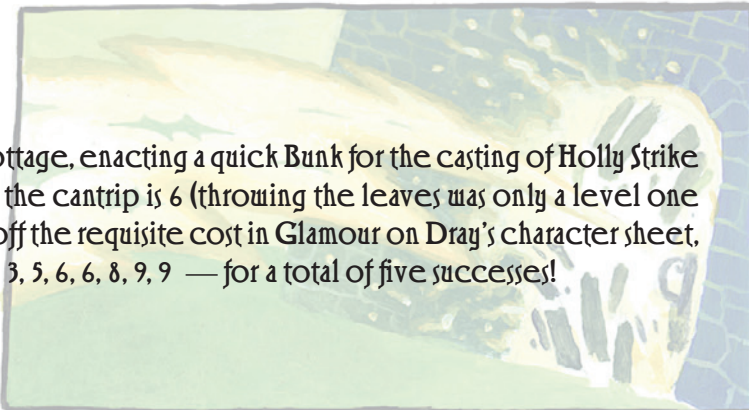 ottage, enacting a quick Bunk for the casting of Holly Strike
the cantrip is 6 (throwing the leaves was only a level one
off the requisite cost in Glamour on Dray's character sheet,
3, 5, 6, 6, 8, 9, 9 — for a total of five successes!